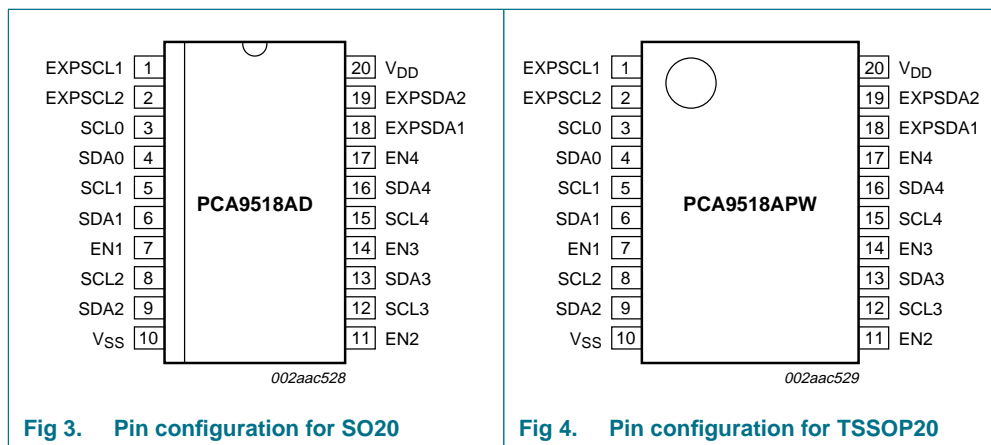 EXPSCL1 1
EXPSCL2 2
SCL0 3
SDA0 4
SCL1 5
SDA1 6
EN1 7
SCL2 8
SDA2 9
VSS 10
PCA9518AD
20 VDD
19 EXPSDA2
18 EXPSDA1
17 EN4
16 SDA4
15 SCL4
14 EN3
13 SDA3
12 SCL3
11 EN2
002aac528
Fig 3. Pin configuration for SO20
EXPSCL1 1
EXPSCL2 2
SCL0 3
SDA0 4
SCL1 5
SDA1 6
EN1 7
SCL2 8
SDA2 9
VSS 10
PCA9518APW
20 VDD
19 EXPSDA2
18 EXPSDA1
17 EN4
16 SDA4
15 SCL4
14 EN3
13 SDA3
12 SCL3
11 EN2
002aac529
Fig 4. Pin configuration for TSSOP20